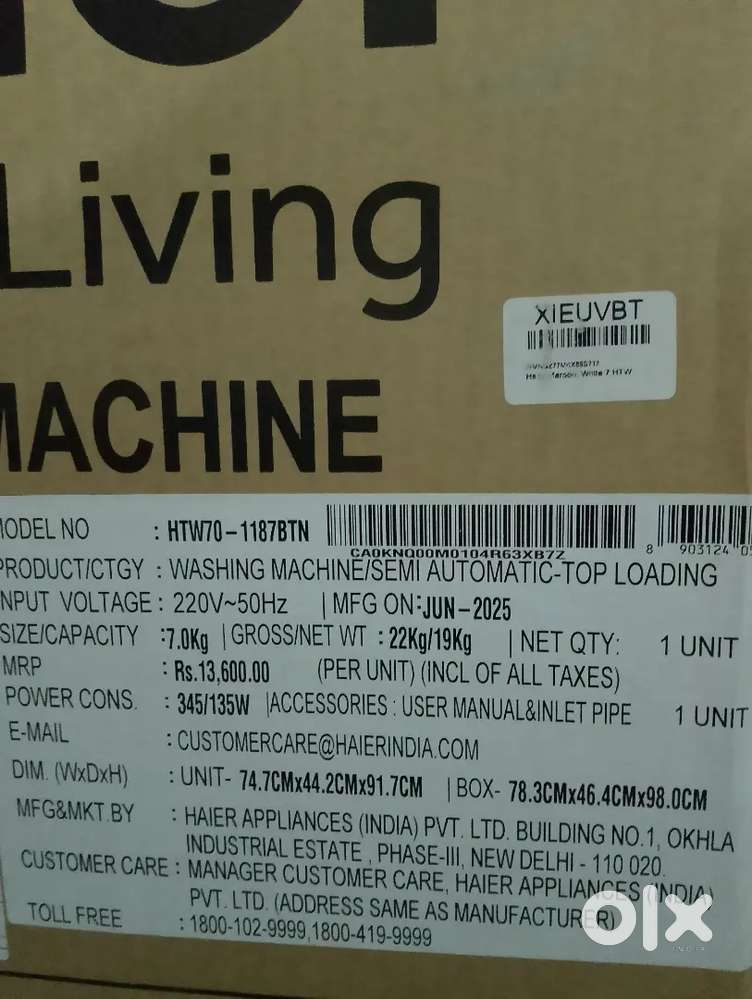 Living
XIEUVBT
MACHINE
MODEL NO : HTW70-1187BTN
CA0KNQ00M0104R63XB7Z
8 903124 0
PRODUCT/CTGY : WASHING MACHINE/SEMI AUTOMATIC-TOP LOADING
INPUT VOLTAGE : 220V~50Hz | MFG ON:JUN-2025
SIZE/CAPACITY :7.0Kg | GROSS/NET WT : 22Kg/19Kg | NET QTY: 1 UNIT
MRP : Rs.13,600.00 (PER UNIT) (INCL OF ALL TAXES)
POWER CONS. : 345/135W |ACCESSORIES : USER MANUAL&INLET PIPE 1 UNIT
E-MAIL : CUSTOMERCARE@HAIERINDIA.COM
DIM. (WxDxH) : UNIT- 74.7CMx44.2CMx91.7CM | BOX- 78.3CMx46.4CMx98.0CM
MFG&MKT.BY : HAIER APPLIANCES (INDIA) PVT. LTD. BUILDING NO.1, OKHLA
INDUSTRIAL ESTATE , PHASE-III, NEW DELHI - 110 020.
CUSTOMER CARE : MANAGER CUSTOMER CARE, HAIER APPLIANCES (INDIA)
PVT. LTD. (ADDRESS SAME AS MANUFACTURER)
TOLL FREE : 1800-102-9999,1800-419-9999
olx